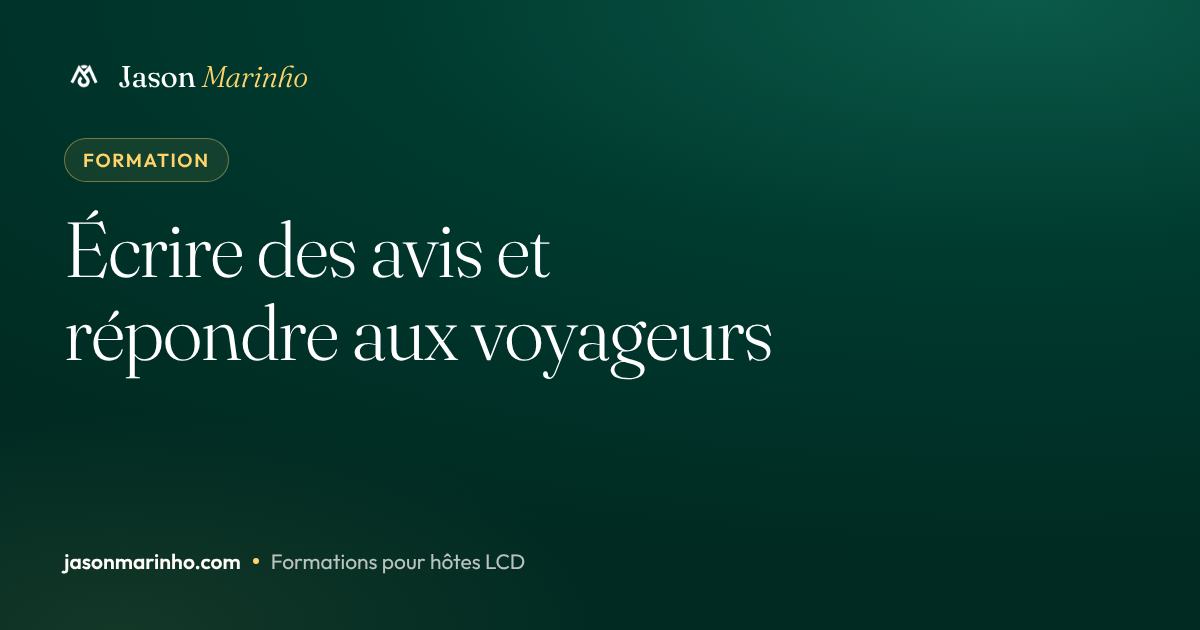 Jason Marinho
FORMATION
Écrire des avis et
répondre aux voyageurs
jasonmarinho.com • Formations pour hôtes LCD